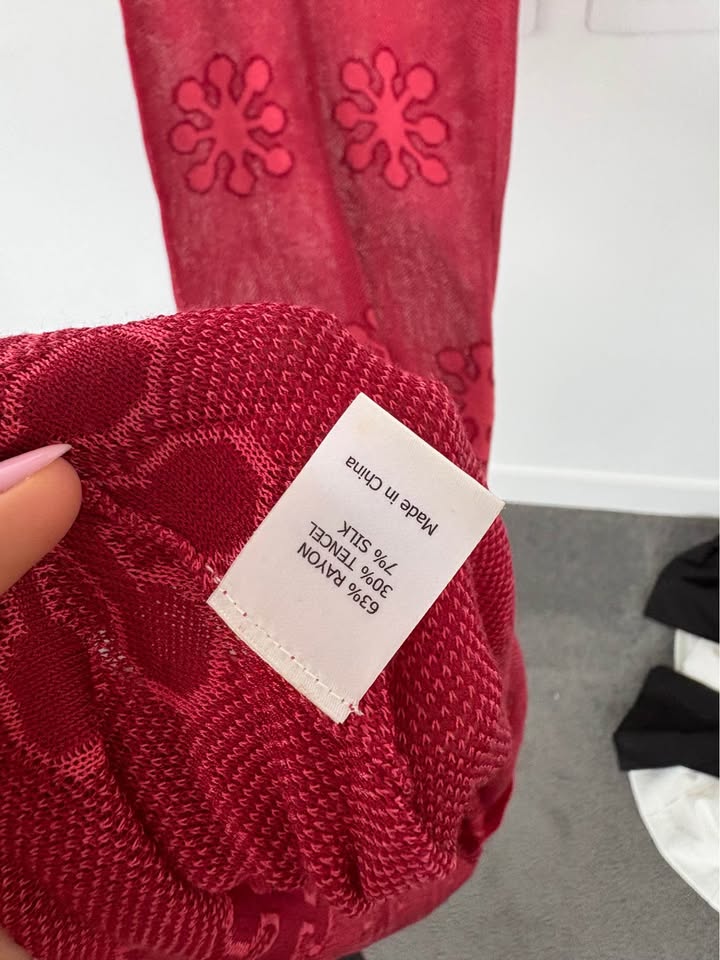 63% RAYON
30% TENCEL
7% SILK
Made in China